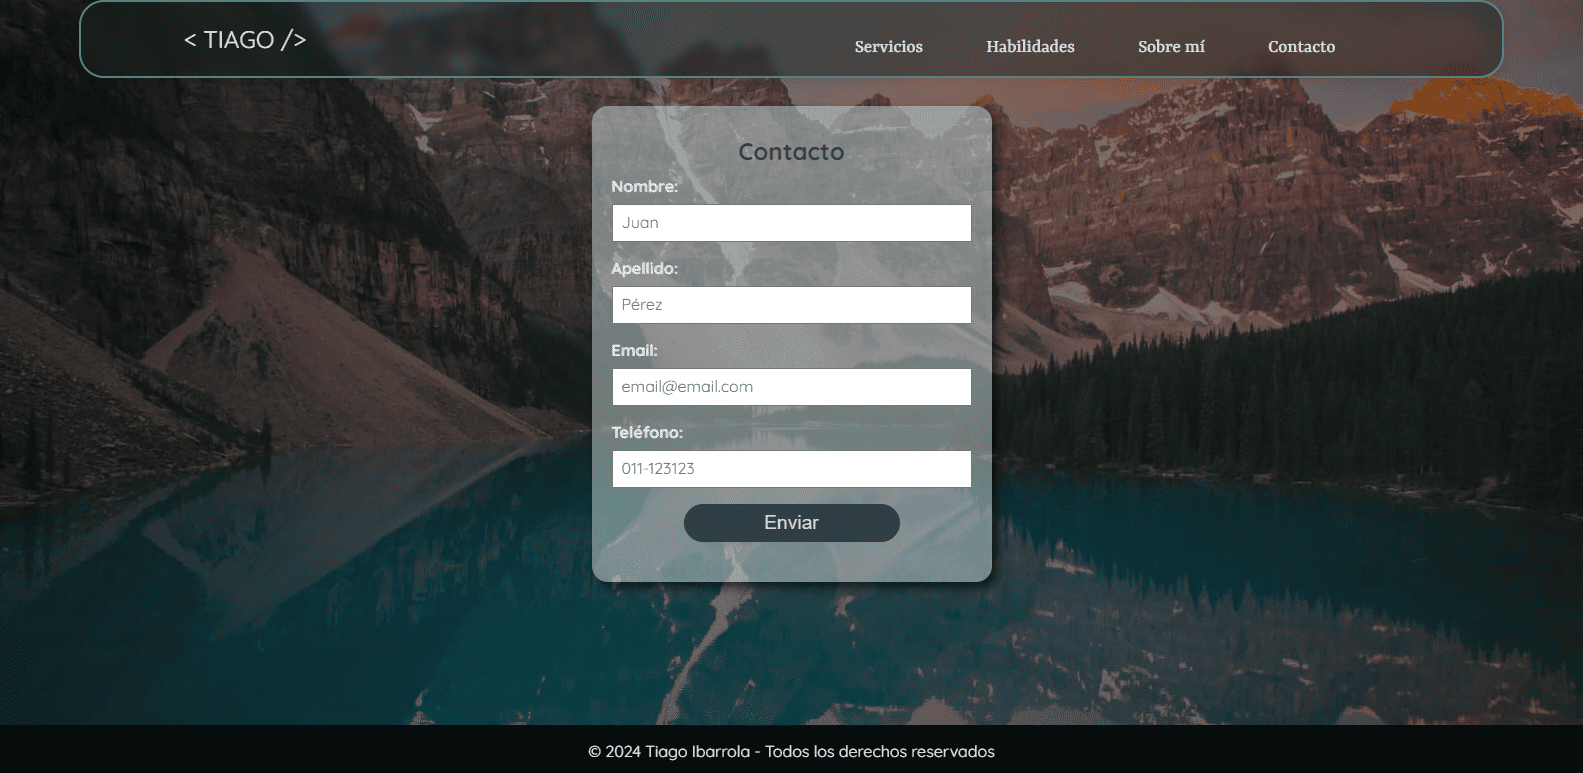 < TIAGO />
Servicios Habilidades Sobre mí Contacto
Contacto
Nombre:
Juan
Apellido:
Pérez
Email:
email@email.com
Teléfono:
011-123123
Enviar
© 2024 Tiago Ibarrola - Todos los derechos reservados